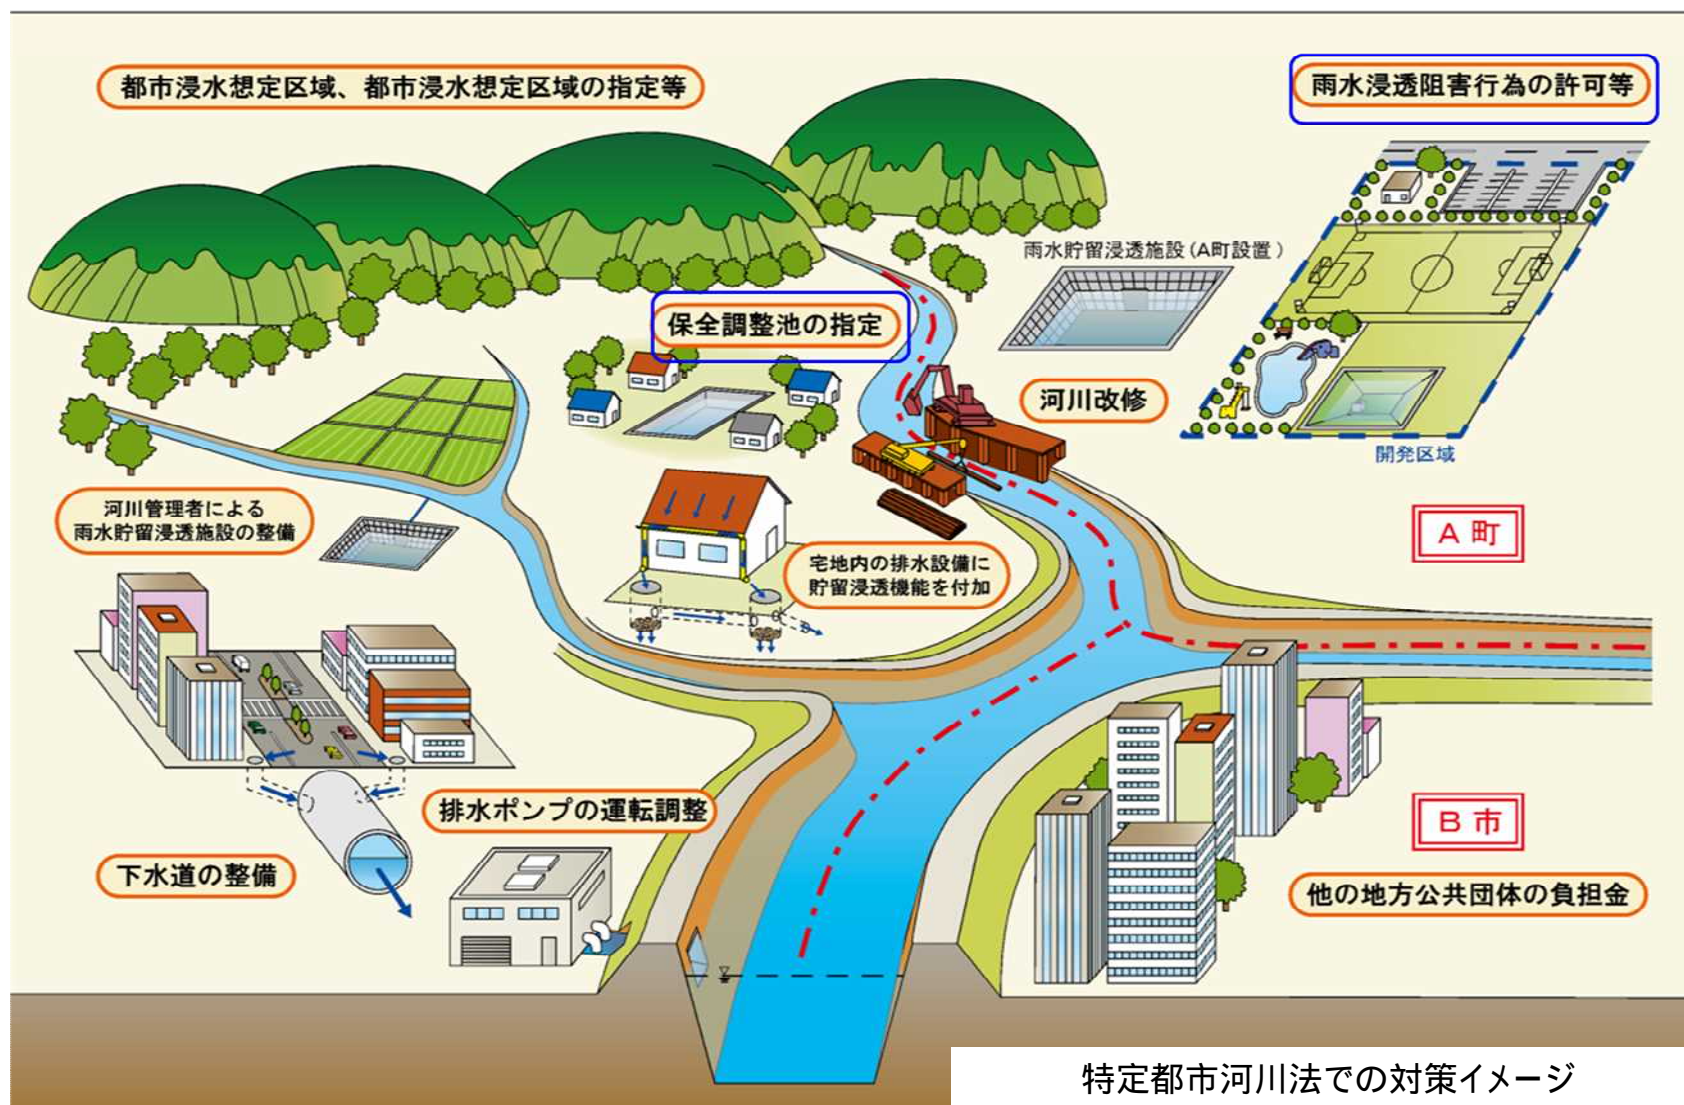 都市浸水想定区域、都市浸水想定区域の指定等
雨水浸透阻害行為の許可等
雨水貯留浸透施設(A町設置)
保全調整池の指定
河川改修
開発区域
河川管理者による
雨水貯留浸透施設の整備
A 町
宅地内の排水設備に
貯留浸透機能を付加
排水ポンプの運転調整
B 市
下水道の整備
他の地方公共団体の負担金
特定都市河川法での対策イメージ